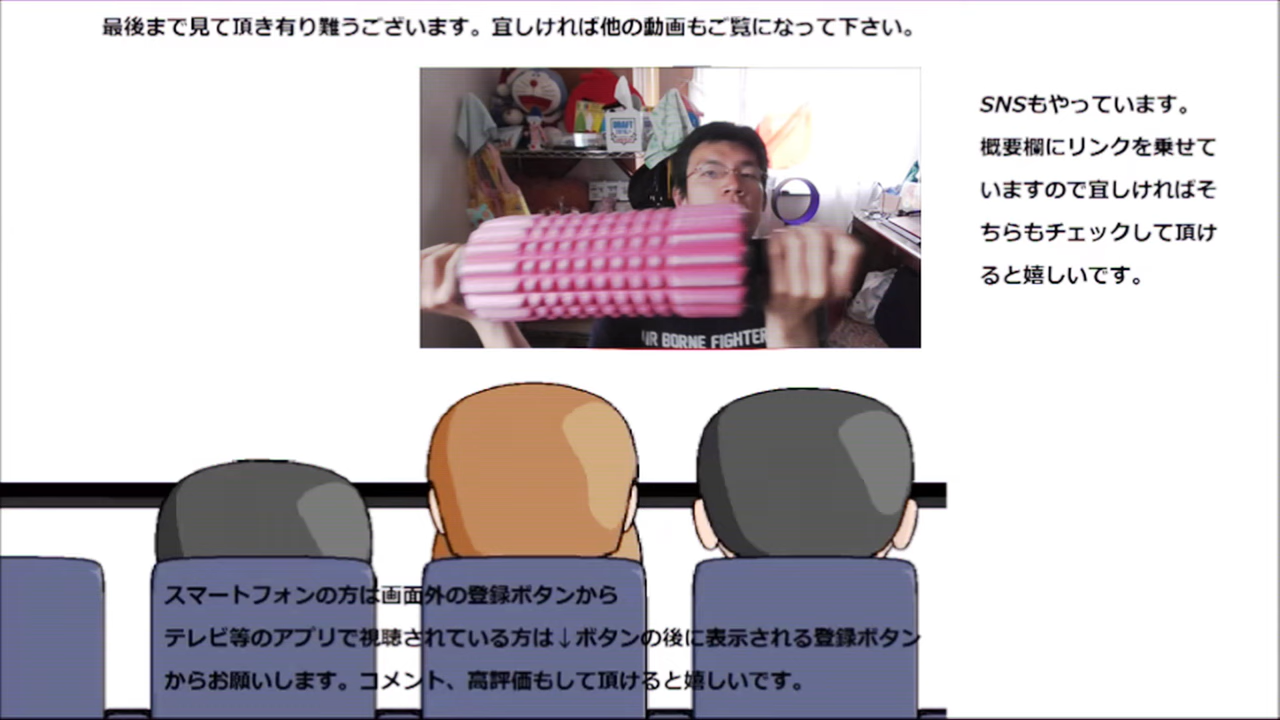 最後まで見て頂き有り難うございます。宜しければ他の動画もご覧になって下さい。
SNSもやっています。
概要欄にリンクを乗せて
いますので宜しければそ
ちらもチェックして頂け
ると嬉しいです。
DRAFT
IR BORNE FIGHTER
スマートフォンの方は画面外の登録ボタンから
テレビ等のアプリで視聴されている方は↓ボタンの後に表示される登録ボタン
からお願いします。コメント、高評価もして頂けると嬉しいです。